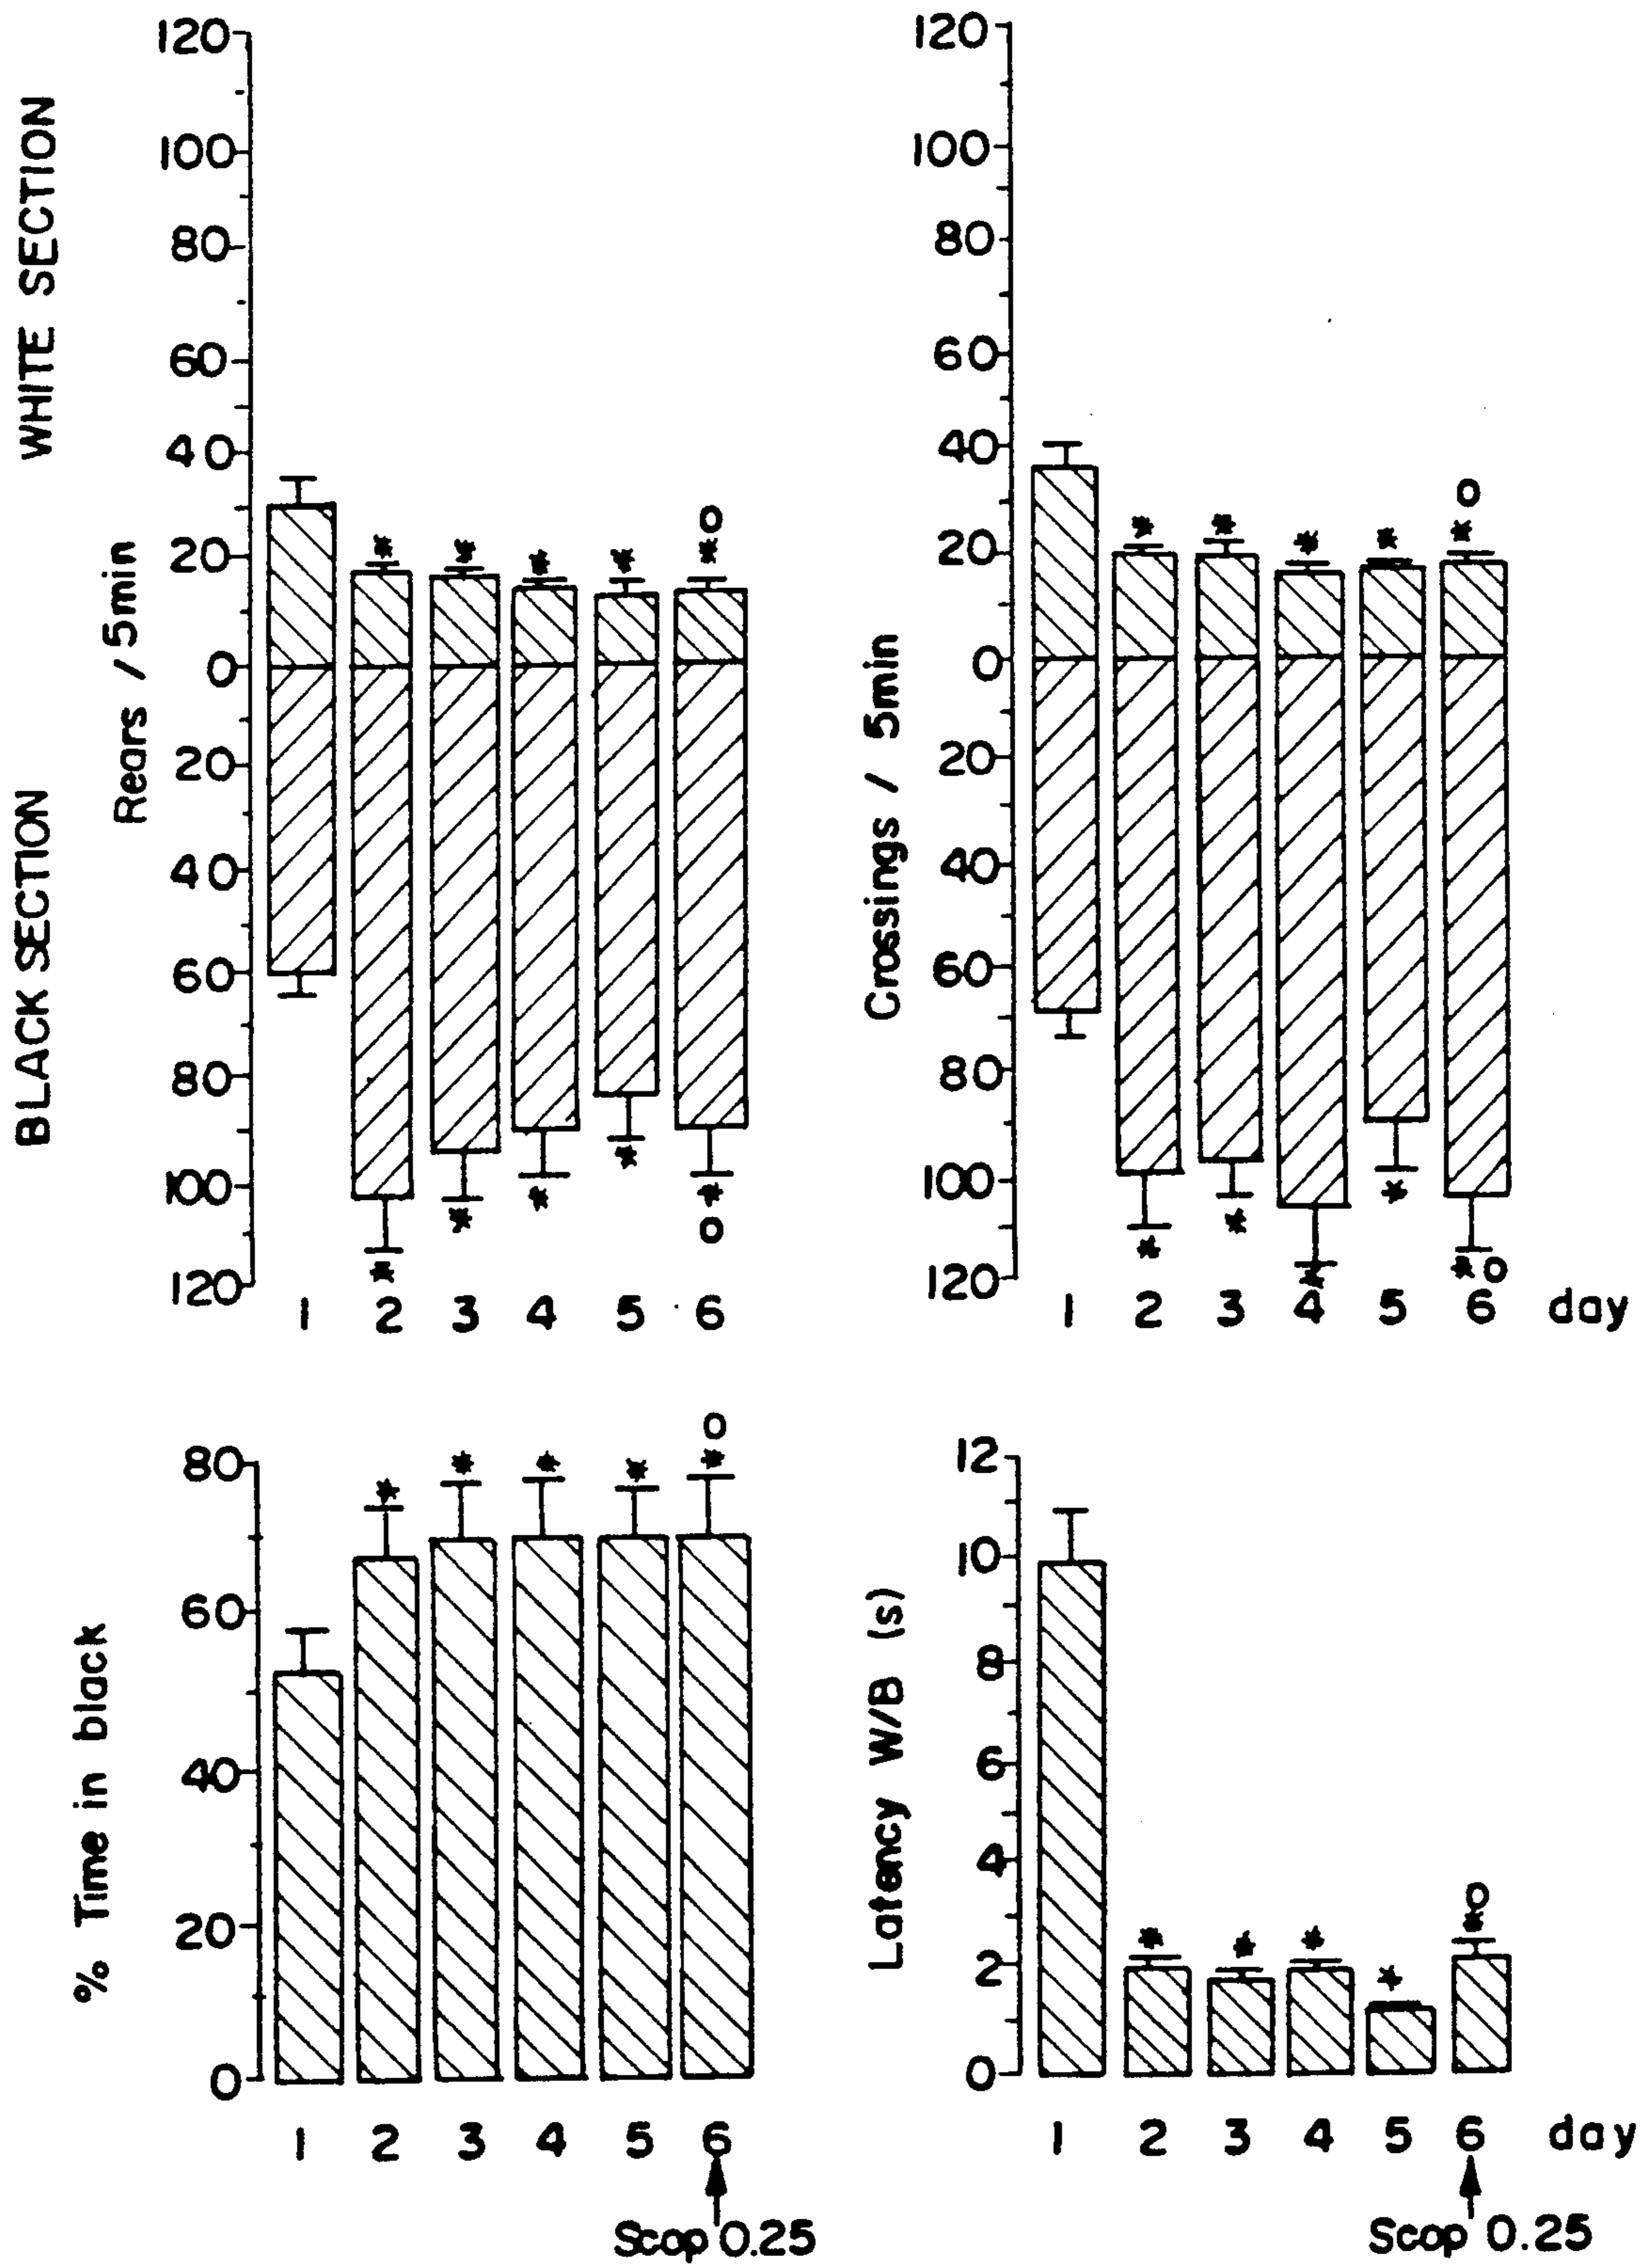 WHITE SECTION
BLACK SECTION
Rears / 5min
120
100
80
60
40
20
0
20
40
60
80
100
120
* * * * * o
* * * * * o
1 2 3 4 5 6
Crossings / 5min
120
100
80
60
40
20
0
20
40
60
80
100
120
* * * * * o
* * * * * o
1 2 3 4 5 6 day
% Time in black
80
60
40
20
0
* * * * * o
1 2 3 4 5 6
Scop 0.25
Latency W/B (s)
12
10
8
6
4
2
0
* * * * * o
1 2 3 4 5 6 day
Scop 0.25